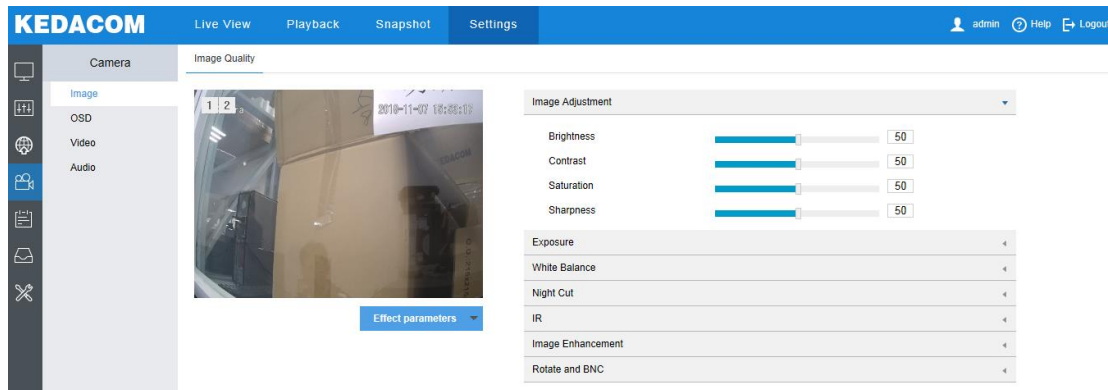 KEDACOM Live View Playback Snapshot Settings admin Help Logout
Camera
Image
OSD
Video
Audio
Image Quality
1 2
KEDACOM
Effect parameters
Image Adjustment
Brightness 50
Contrast 50
Saturation 50
Sharpness 50
Exposure
White Balance
Night Cut
IR
Image Enhancement
Rotate and BNC